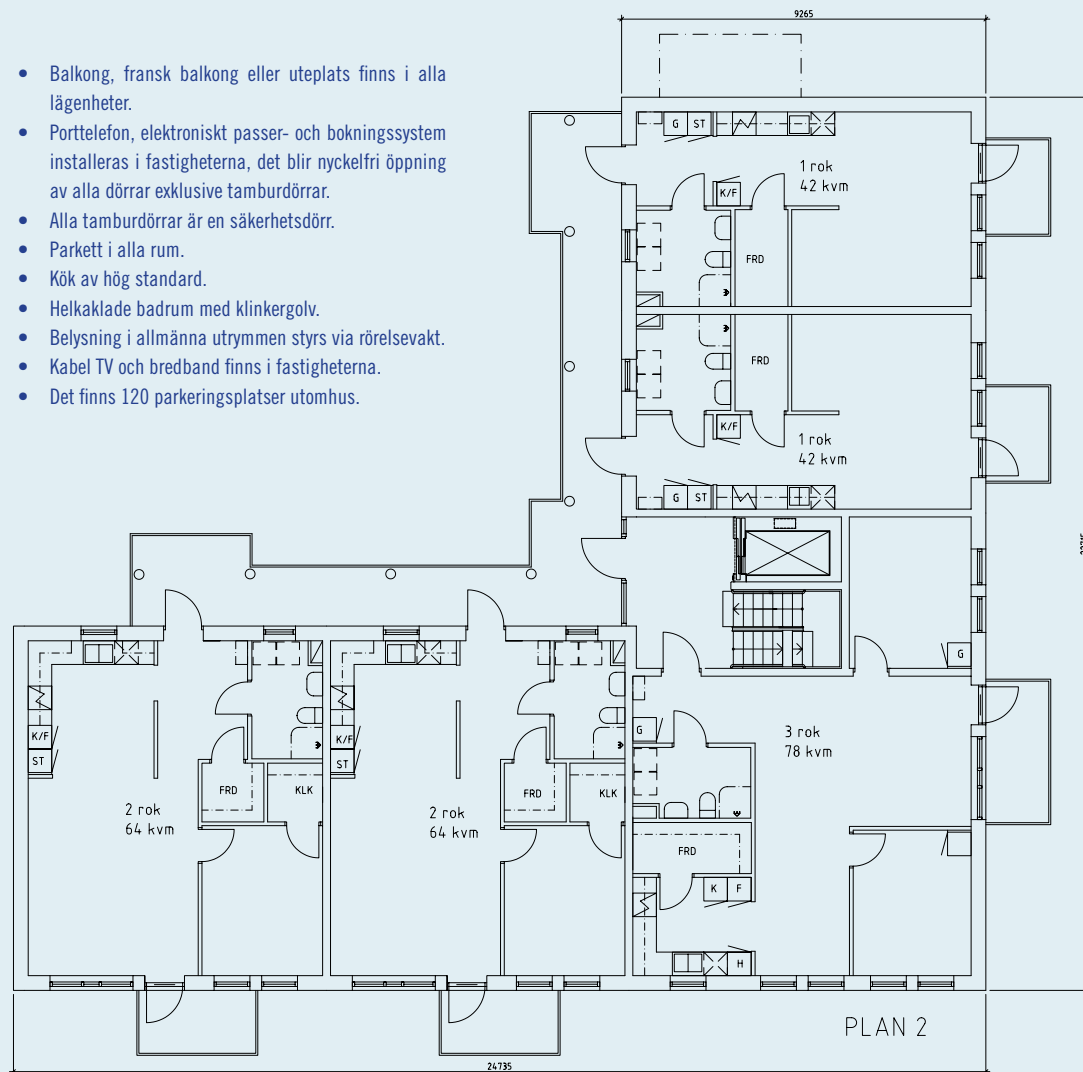 9265
• Balkong, fransk balkong eller uteplats finns i alla
lägenheter.
• Porttelefon, elektroniskt passer- och bokningssystem
installeras i fastigheterna, det blir nyckelfri öppning
av alla dörrar exklusive tamburdörrar.
• Alla tamburdörrar är en säkerhetsdörr.
• Parkett i alla rum.
• Kök av hög standard.
• Helkaklade badrum med klinkergolv.
• Belysning i allmänna utrymmen styrs via rörelsevakt.
• Kabel TV och bredband finns i fastigheterna.
• Det finns 120 parkeringsplatser utomhus.
G ST
1 rok
42 kvm
K/F
FRD
FRD
K/F
1 rok
42 kvm
G ST
G
G
3 rok
78 kvm
K/F
ST
FRD KLK
2 rok
64 kvm
K/F
ST
FRD KLK
2 rok
64 kvm
FRD
K F
H
PLAN 2
24735